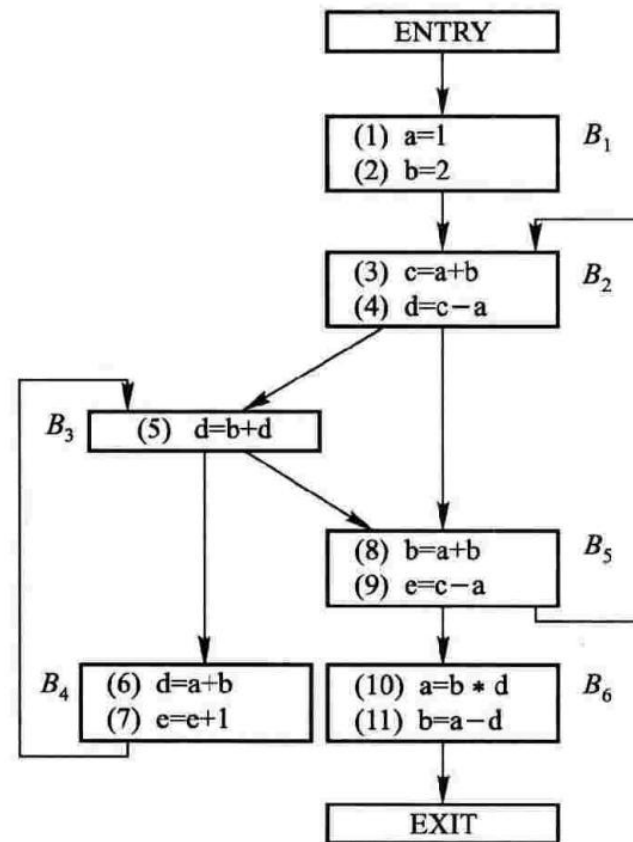 ENTRY
(1) a=1
(2) b=2
B₁
(3) c=a+b
(4) d=c−a
B₂
B₃
(5) d=b+d
(8) b=a+b
(9) e=c−a
B₅
B₄
(6) d=a+b
(7) e=e+1
(10) a=b * d
(11) b=a−d
B₆
EXIT